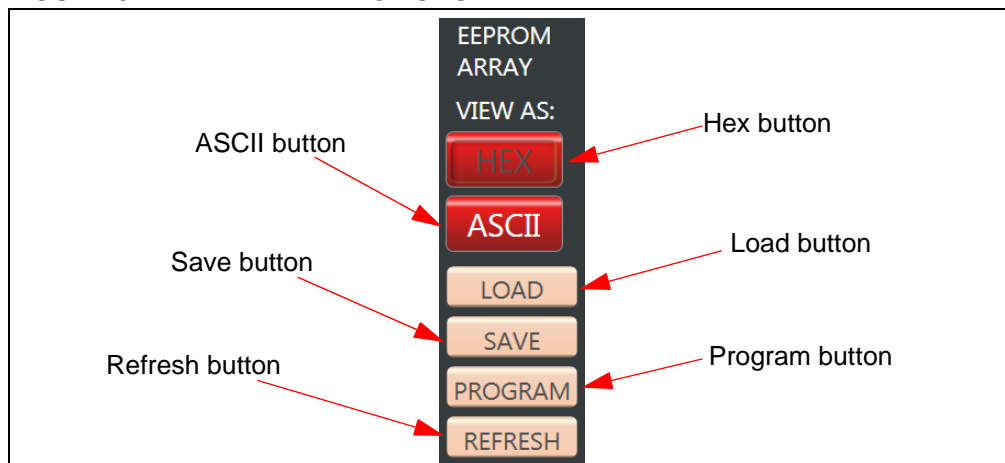 EEPROM
ARRAY
VIEW AS:
Hex button
ASCII button
HEX
ASCII
Load button
Save button
LOAD
SAVE
Program button
Refresh button
PROGRAM
REFRESH